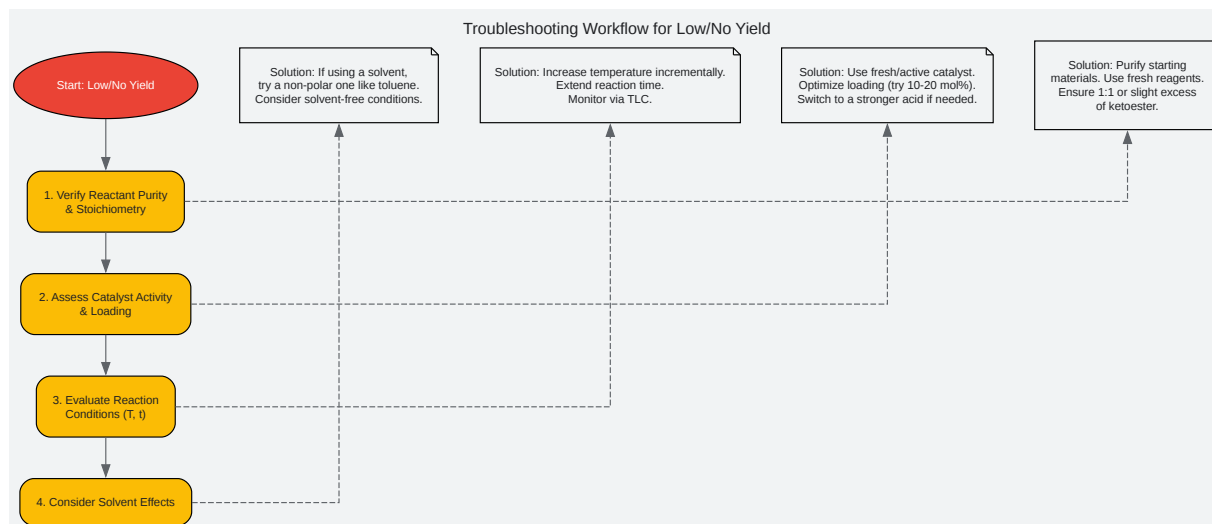 Troubleshooting Workflow for Low/No Yield
Start: Low/No Yield
Solution: If using a solvent,
try a non-polar one like toluene.
Consider solvent-free conditions.
Solution: Increase temperature incrementally.
Extend reaction time.
Monitor via TLC.
Solution: Use fresh/active catalyst.
Optimize loading (try 10-20 mol%).
Switch to a stronger acid if needed.
Solution: Purify starting
materials. Use fresh reagents.
Ensure 1:1 or slight excess
of ketoester.
1. Verify Reactant Purity
& Stoichiometry
2. Assess Catalyst Activity
& Loading
3. Evaluate Reaction
Conditions (T, t)
4. Consider Solvent Effects